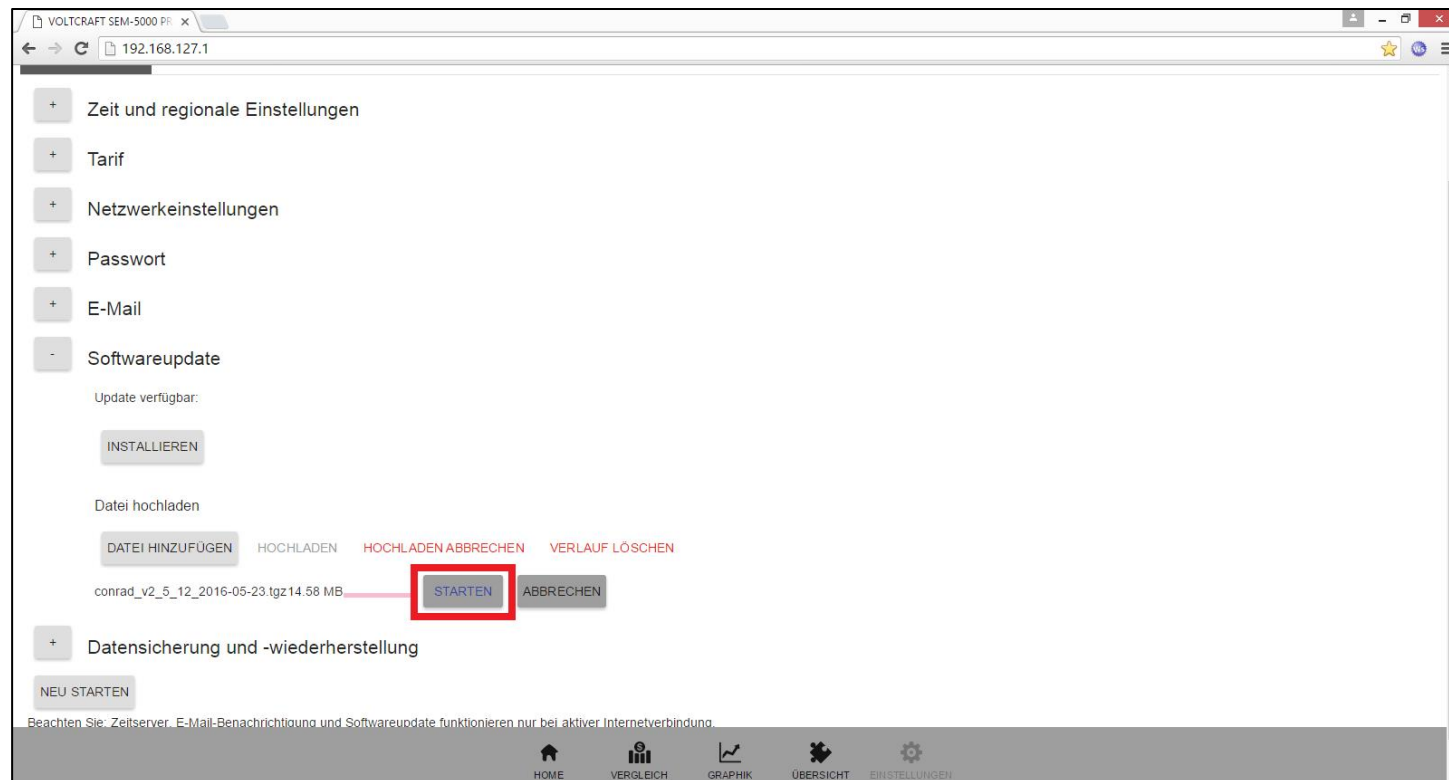 VOLTCRAFT SEM-5000 PR
192.168.127.1
+ Zeit und regionale Einstellungen
+ Tarif
+ Netzwerkeinstellungen
+ Passwort
+ E-Mail
- Softwareupdate
Update verfügbar:
INSTALLIEREN
Datei hochladen
DATEI HINZUFÜGEN HOCHLADEN HOCHLADEN ABBRECHEN VERLAUF LÖSCHEN
conrad_v2_5_12_2016-05-23.tgz 14.58 MB STARTEN ABBRECHEN
+ Datensicherung und -wiederherstellung
NEU STARTEN
Beachten Sie: Zeitserver, E-Mail-Benachrichtigung und Softwareupdate funktionieren nur bei aktiver Internetverbindung.
HOME VERGLEICH GRAPHIK ÜBERSICHT EINSTELLUNGEN